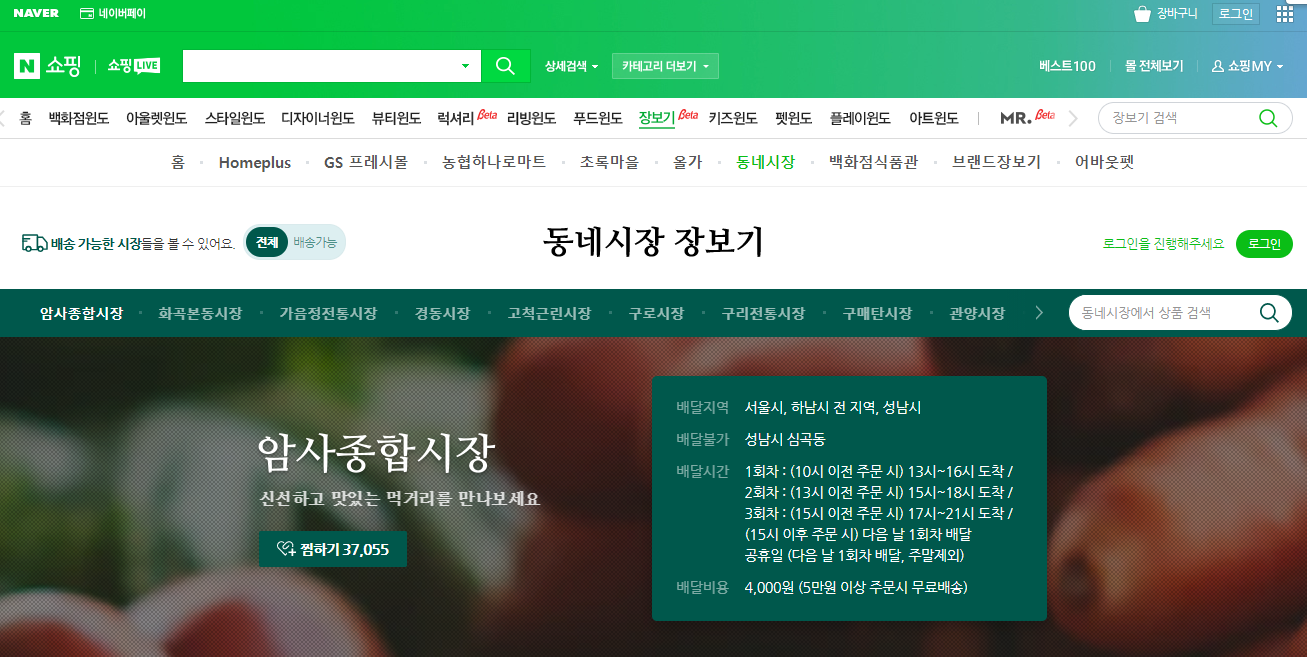 NAVER 네이버페이 장바구니 로그인
N 쇼핑 쇼핑LIVE 상세검색 카테고리 더보기 베스트100 몰 전체보기 쇼핑MY
홈 백화점윈도 아울렛윈도 스타일윈도 디자이너윈도 뷰티윈도 럭셔리 Beta 리빙윈도 푸드윈도 장보기 Beta 키즈윈도 펫윈도 플레이윈도 아트윈도 MR. Beta 장보기 검색
홈 Homeplus GS 프레시몰 농협하나로마트 초록마을 올가 동네시장 백화점식품관 브랜드장보기 어바웃펫
배송 가능한 시장들을 볼 수 있어요. 전체 배송가능 동네시장 장보기 로그인을 진행해주세요 로그인
암사종합시장 화곡본동시장 가음정전통시장 경동시장 고척근린시장 구로시장 구리전통시장 구매탄시장 관양시장 동네시장에서 상품 검색
암사종합시장
신선하고 맛있는 먹거리를 만나보세요
찜하기 37,055
배달지역 서울시, 하남시 전 지역, 성남시
배달불가 성남시 심곡동
배달시간 1회차 : (10시 이전 주문 시) 13시~16시 도착 /
2회차 : (13시 이전 주문 시) 15시~18시 도착 /
3회차 : (15시 이전 주문 시) 17시~21시 도착 /
(15시 이후 주문 시) 다음 날 1회차 배달
공휴일 (다음 날 1회차 배달, 주말제외)
배달비용 4,000원 (5만원 이상 주문시 무료배송)